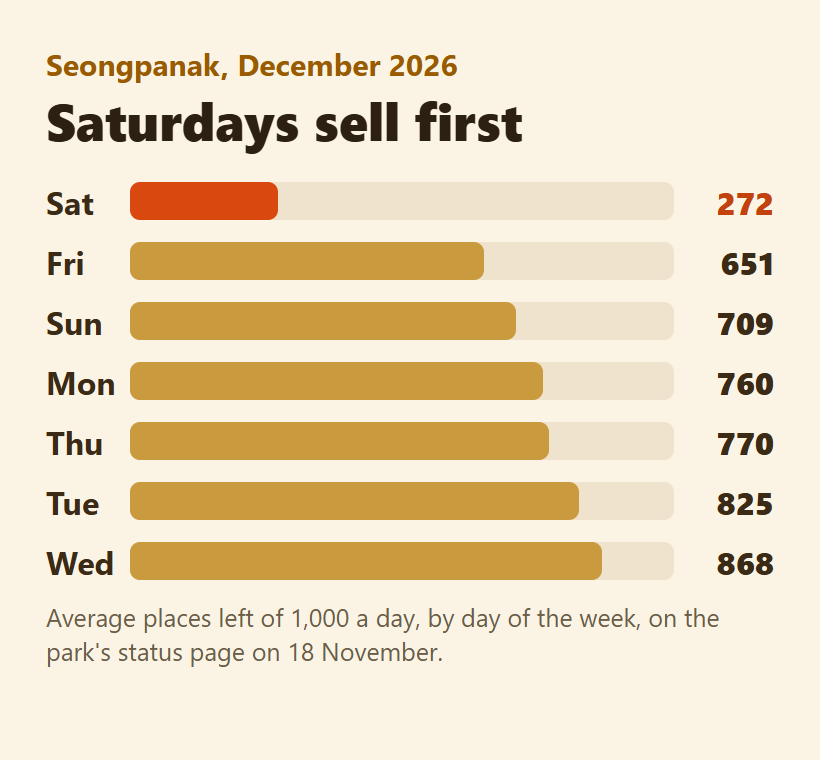 Seongpanak, December 2026
Saturdays sell first
Sat 272
Fri 651
Sun 709
Mon 760
Thu 770
Tue 825
Wed 868
Average places left of 1,000 a day, by day of the week, on the
park's status page on 18 November.